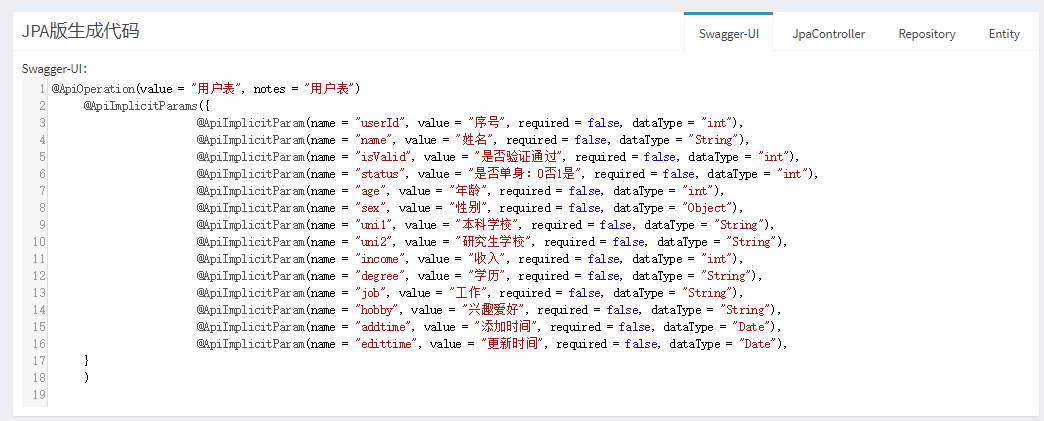 JPA版生成代码
Swagger-UI
JpaController
Repository
Entity
Swagger-UI:
1 @ApiOperation(value = "用户表", notes = "用户表")
2 @ApiImplicitParams({
3 @ApiImplicitParam(name = "userId", value = "序号", required = false, dataType = "int"),
4 @ApiImplicitParam(name = "name", value = "姓名", required = false, dataType = "String"),
5 @ApiImplicitParam(name = "isValid", value = "是否验证通过", required = false, dataType = "int"),
6 @ApiImplicitParam(name = "status", value = "是否单身：0否1是", required = false, dataType = "int"),
7 @ApiImplicitParam(name = "age", value = "年龄", required = false, dataType = "int"),
8 @ApiImplicitParam(name = "sex", value = "性别", required = false, dataType = "Object"),
9 @ApiImplicitParam(name = "uni1", value = "本科学校", required = false, dataType = "String"),
10 @ApiImplicitParam(name = "uni2", value = "研究生学校", required = false, dataType = "String"),
11 @ApiImplicitParam(name = "income", value = "收入", required = false, dataType = "int"),
12 @ApiImplicitParam(name = "degree", value = "学历", required = false, dataType = "String"),
13 @ApiImplicitParam(name = "job", value = "工作", required = false, dataType = "String"),
14 @ApiImplicitParam(name = "hobby", value = "兴趣爱好", required = false, dataType = "String"),
15 @ApiImplicitParam(name = "addtime", value = "添加时间", required = false, dataType = "Date"),
16 @ApiImplicitParam(name = "edittime", value = "更新时间", required = false, dataType = "Date"),
17 }
18 )
19